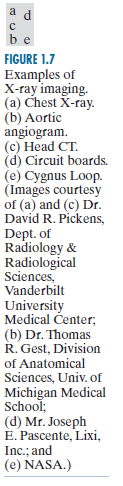 a d
c
b e
FIGURE 1.7
Examples of
X-ray imaging.
(a) Chest X-ray.
(b) Aortic
angiogram.
(c) Head CT.
(d) Circuit boards.
(e) Cygnus Loop.
(Images courtesy
of (a) and (c) Dr.
David R. Pickens,
Dept. of
Radiology &
Radiological
Sciences,
Vanderbilt
University
Medical Center;
(b) Dr. Thomas
R. Gest, Division
of Anatomical
Sciences, Univ. of
Michigan Medical
School;
(d) Mr. Joseph
E. Pascente, Lixi,
Inc.; and
(e) NASA.)